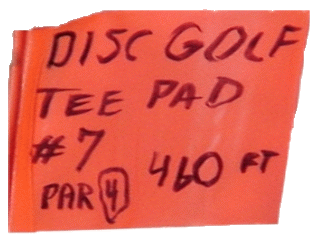 DISC GOLF
TEE PAD
#7
460 FT
PAR 4